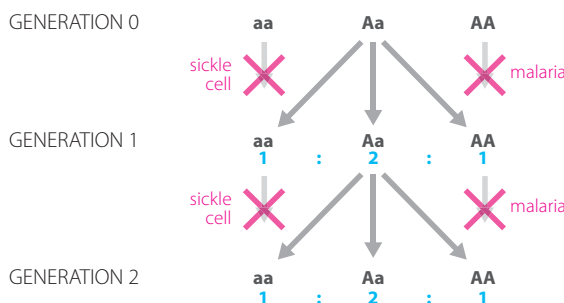 GENERATION 0 aa Aa AA
sickle
cell
malaria
GENERATION 1 aa Aa AA
1 : 2 : 1
sickle
cell
malaria
GENERATION 2 aa Aa AA
1 : 2 : 1